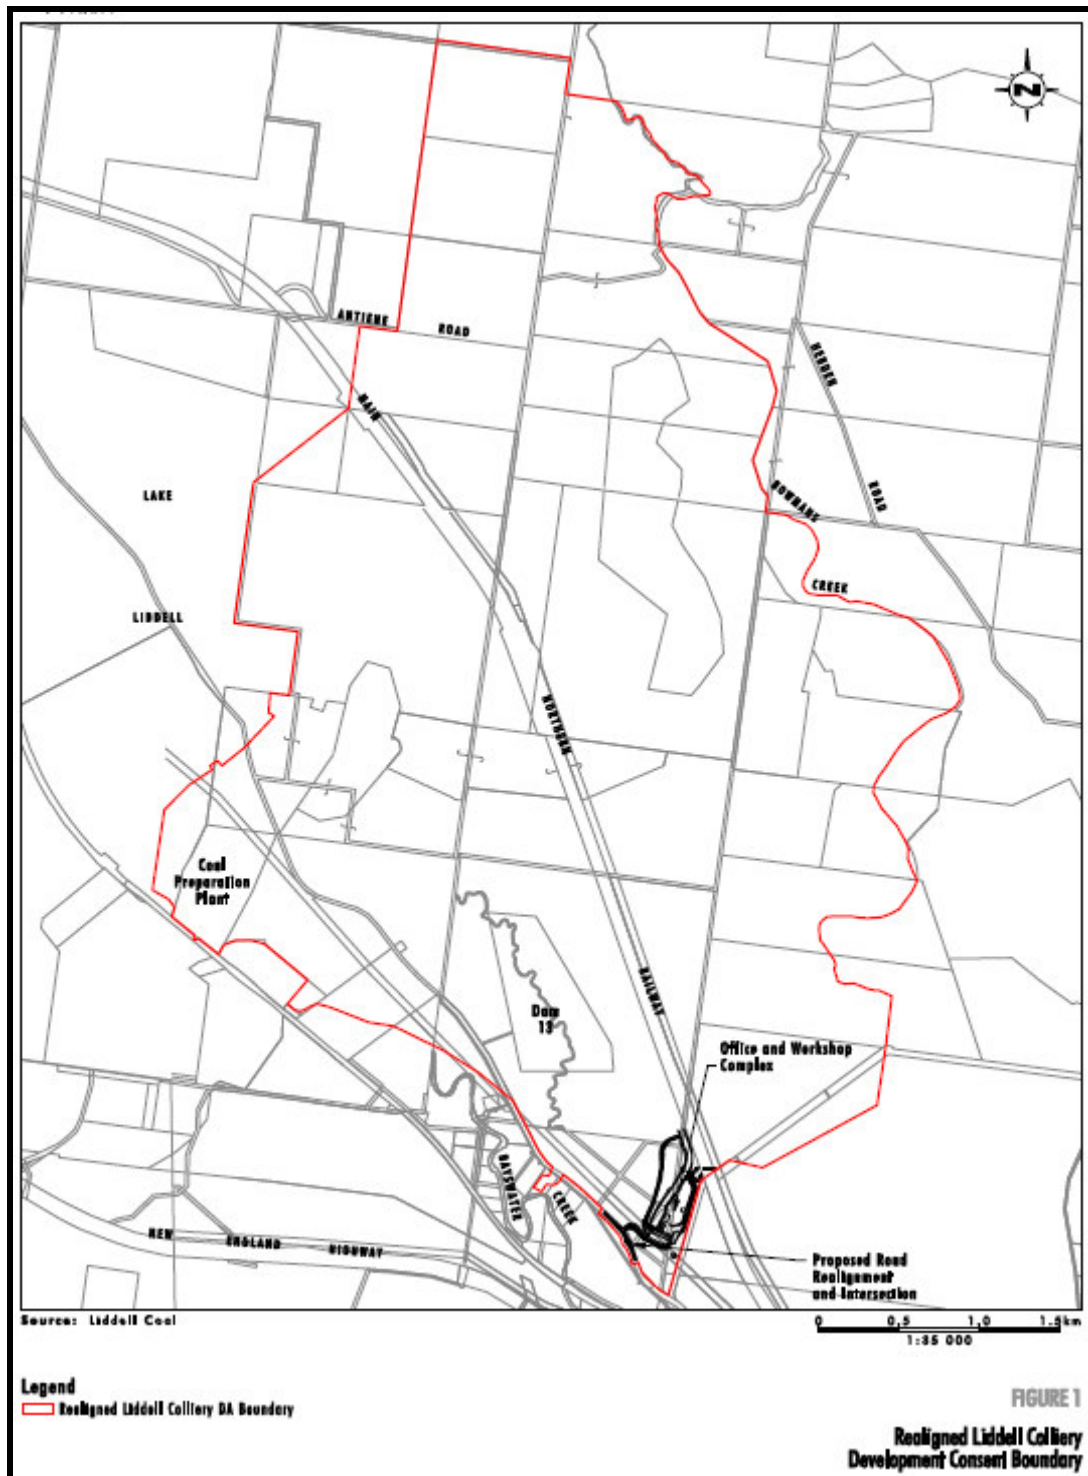 N
ANTIENE ROAD
MAIN
HEBDEN
ROAD
LAKE
BOWMANS
CREEK
LIDDELL
NORTHERN
Coal
Preparation
Plant
RAILWAY
Dam
13
Office and Workshop
Complex
BAYSWATER
CREEK
NEW ENGLAND HIGHWAY
Proposed Road
Realignment
and Intersection
Source: Liddell Coal
0 0.5 1.0 1.5km
1:35 000
Legend
Realigned Liddell Colliery DA Boundary
FIGURE 1
Realigned Liddell Colliery
Development Consent Boundary